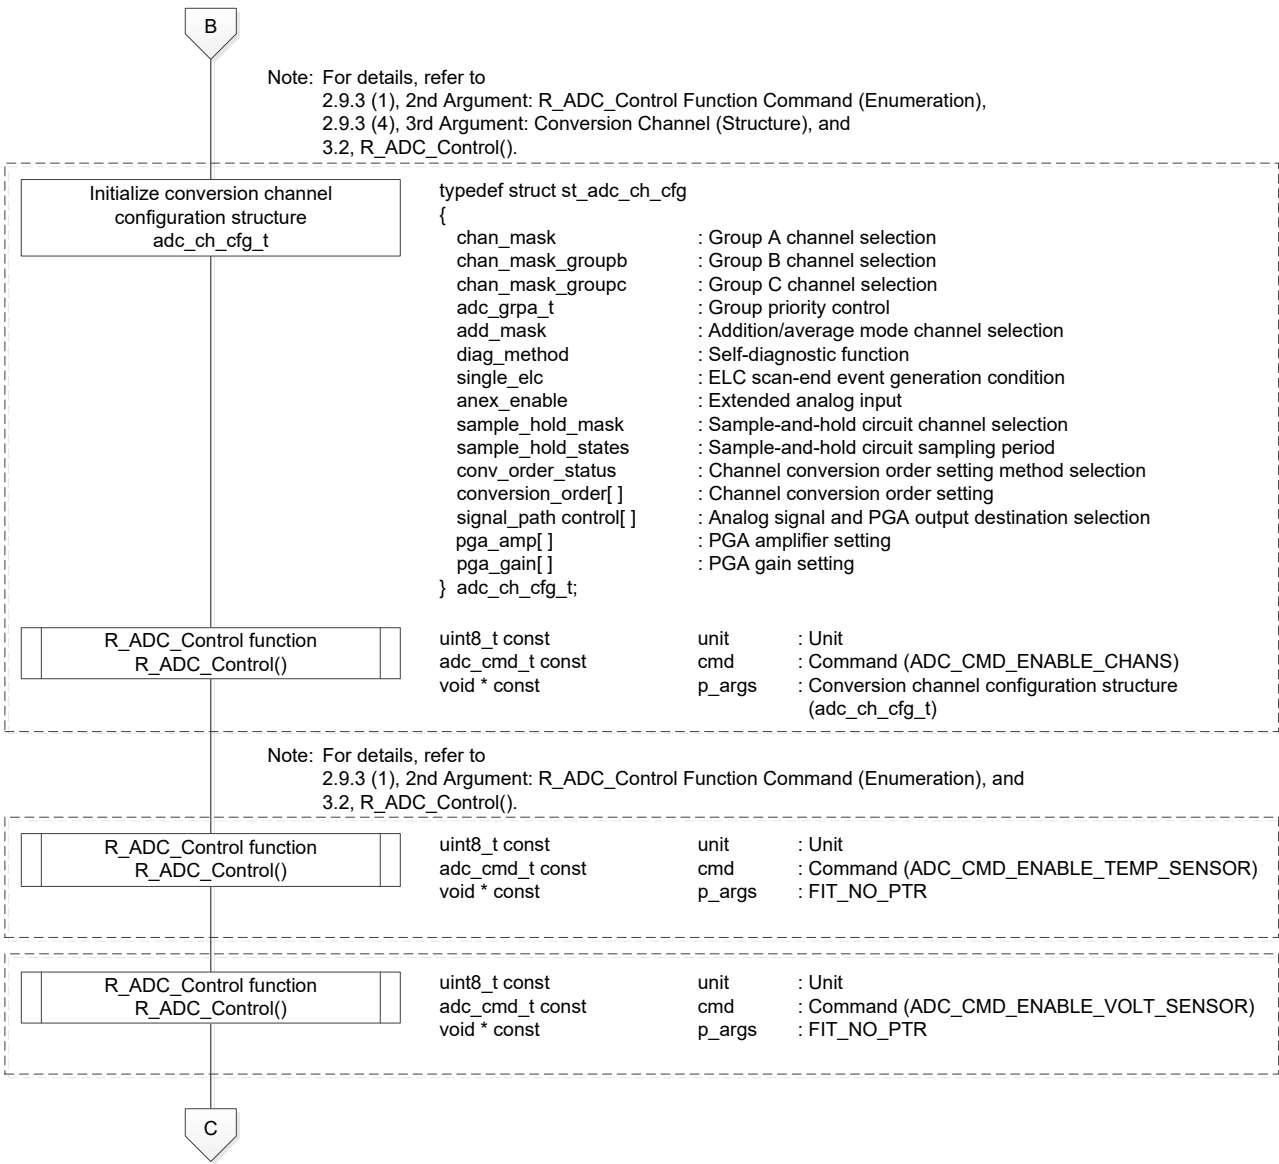 B
Note: For details, refer to
2.9.3 (1), 2nd Argument: R_ADC_Control Function Command (Enumeration),
2.9.3 (4), 3rd Argument: Conversion Channel (Structure), and
3.2, R_ADC_Control().
Initialize conversion channel
configuration structure
adc_ch_cfg_t
typedef struct st_adc_ch_cfg
{
chan_mask : Group A channel selection
chan_mask_groupb : Group B channel selection
chan_mask_groupc : Group C channel selection
adc_grpa_t : Group priority control
add_mask : Addition/average mode channel selection
diag_method : Self-diagnostic function
single_elc : ELC scan-end event generation condition
anex_enable : Extended analog input
sample_hold_mask : Sample-and-hold circuit channel selection
sample_hold_states : Sample-and-hold circuit sampling period
conv_order_status : Channel conversion order setting method selection
conversion_order[ ] : Channel conversion order setting
signal_path control[ ] : Analog signal and PGA output destination selection
pga_amp[ ] : PGA amplifier setting
pga_gain[ ] : PGA gain setting
} adc_ch_cfg_t;
R_ADC_Control function
R_ADC_Control()
uint8_t const unit : Unit
adc_cmd_t const cmd : Command (ADC_CMD_ENABLE_CHANS)
void * const p_args : Conversion channel configuration structure
(adc_ch_cfg_t)
Note: For details, refer to
2.9.3 (1), 2nd Argument: R_ADC_Control Function Command (Enumeration), and
3.2, R_ADC_Control().
R_ADC_Control function
R_ADC_Control()
uint8_t const unit : Unit
adc_cmd_t const cmd : Command (ADC_CMD_ENABLE_TEMP_SENSOR)
void * const p_args : FIT_NO_PTR
R_ADC_Control function
R_ADC_Control()
uint8_t const unit : Unit
adc_cmd_t const cmd : Command (ADC_CMD_ENABLE_VOLT_SENSOR)
void * const p_args : FIT_NO_PTR
C